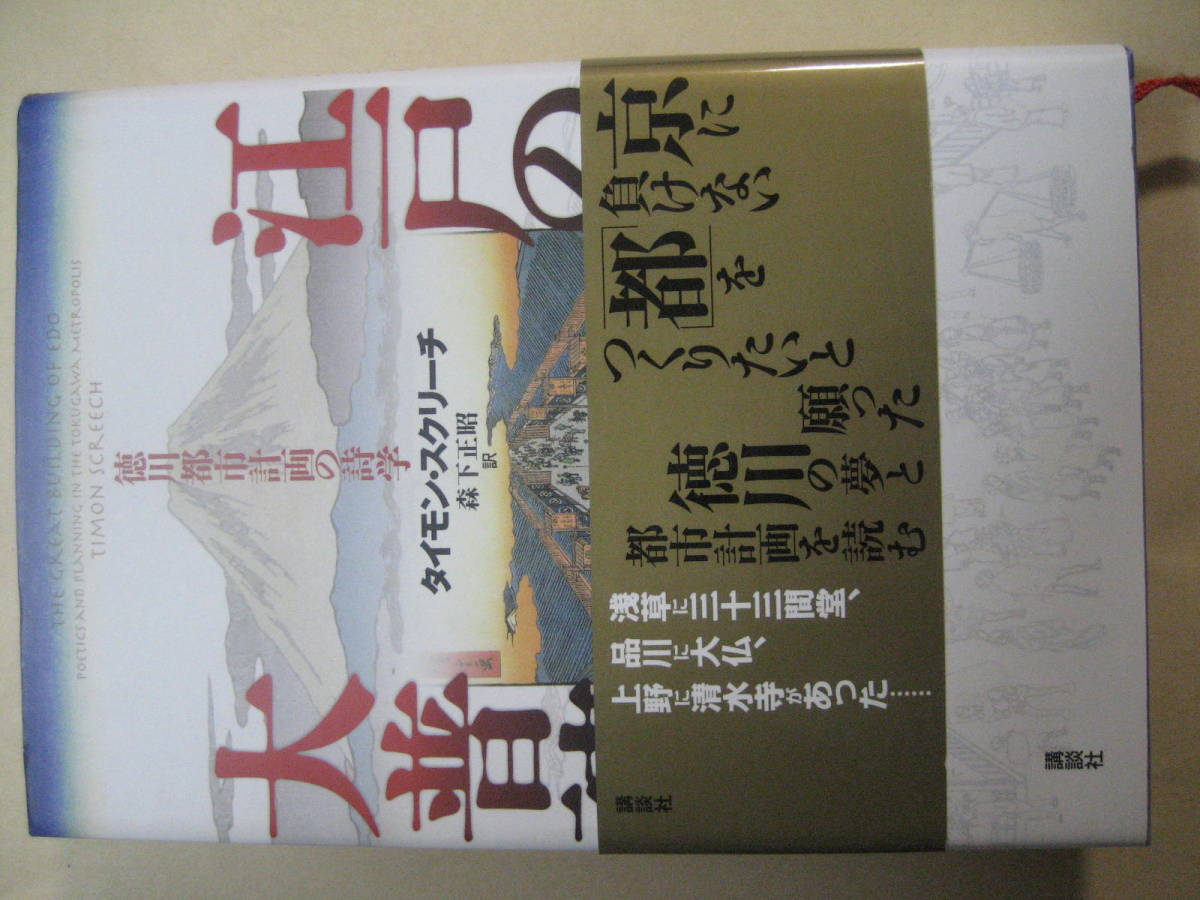 THE GREAT BUILDING OF EDO
POETICS AND PLANNING IN THE TOKUGAWA METROPOLIS
TIMON SCREECH
江戸の
大普
徳川都市計画の詩学
タイモン・スクリーチ
森下正昭 訳
京に
負けない
「都」を
つくりたいと
願った
徳川の夢と
都市計画を読む
浅草に三十三間堂、
品川に大仏、
上野に清水寺があった……
講談社
講談社